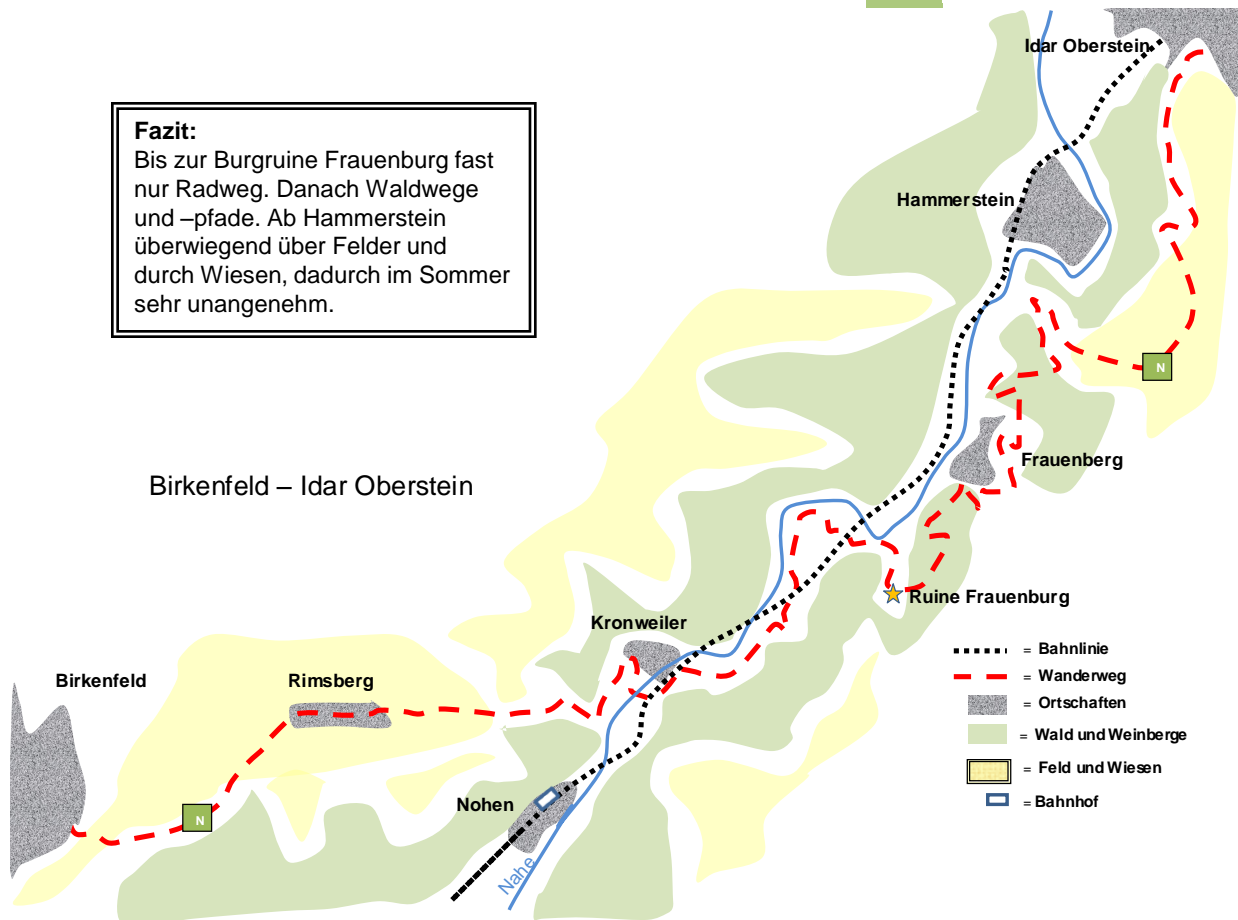 Idar Oberstein
Fazit:
Bis zur Burgruine Frauenburg fast
nur Radweg. Danach Waldwege
und –pfade. Ab Hammerstein
überwiegend über Felder und
durch Wiesen, dadurch im Sommer
sehr unangenehm.
Hammerstein
N
Frauenberg
Birkenfeld – Idar Oberstein
Ruine Frauenburg
Kronweiler
Birkenfeld
Rimsberg
Nohen
N
Nahe
= Bahnlinie
= Wanderweg
= Ortschaften
= Wald und Weinberge
= Feld und Wiesen
= Bahnhof